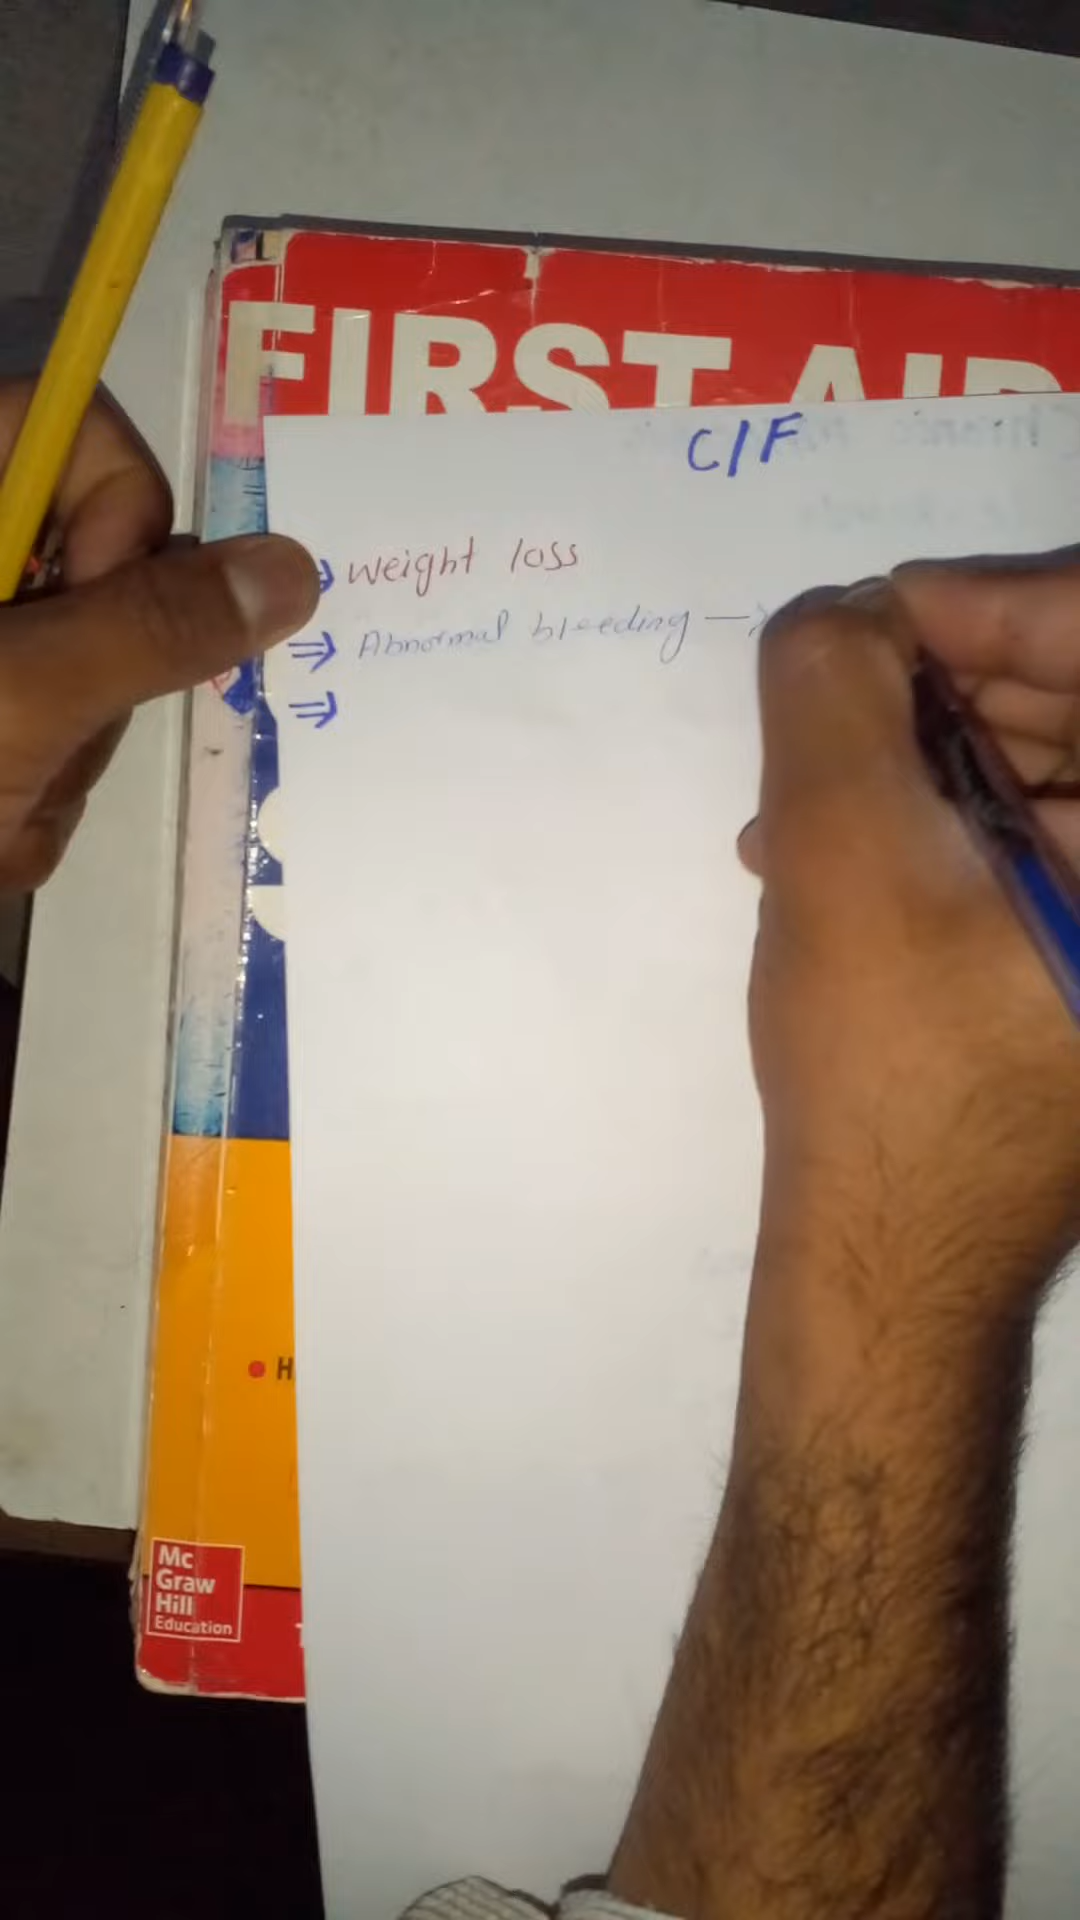 FIRST AID
C/F
⇒ Weight loss
⇒ Abnormal bleeding →
⇒
H
Mc
Graw
Hill
Education
T